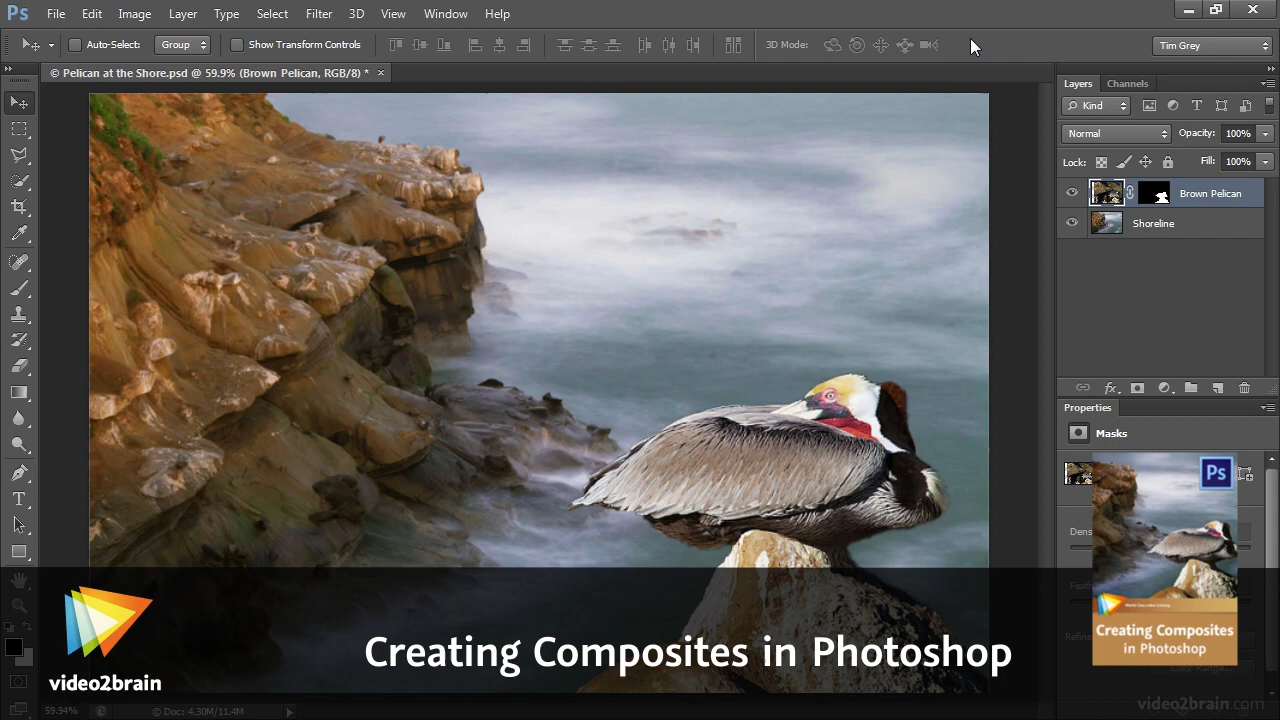 Ps File Edit Image Layer Type Select Filter 3D View Window Help
Auto-Select: Group Show Transform Controls 3D Mode: Tim Grey
© Pelican at the Shore.psd @ 59.9% (Brown Pelican, RGB/8) * ×
Layers Channels
Kind
Normal Opacity: 100%
Lock: Fill: 100%
Brown Pelican
Shoreline
Properties
Masks
Ps
Creating Composites
in Photoshop
Creating Composites in Photoshop
video2brain
59.94% © Doc: 4.30M/11.4M
video2brain.com